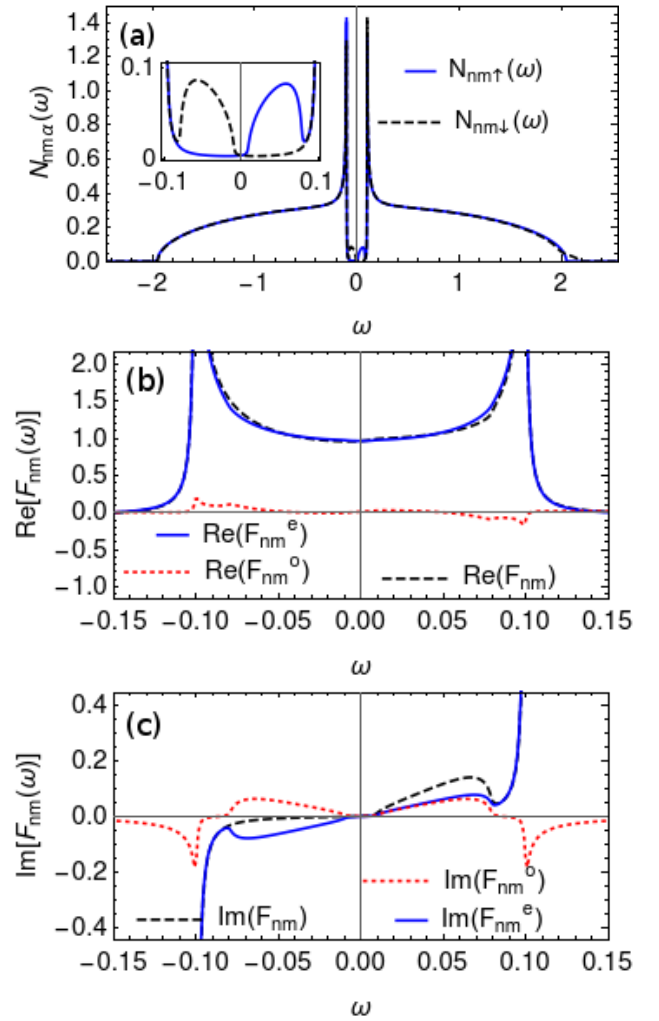 (a)
N_{nmα}(ω)
1.4
1.2
1.0
0.8
0.6
0.4
0.2
0.0
0.1
0
−0.1 0 0.1
N_{nm↑}(ω)
N_{nm↓}(ω)
−2 −1 0 1 2
ω
(b)
Re[F_{nm}(ω)]
2.0
1.5
1.0
0.5
0.0
−0.5
−1.0
Re(F_{nm}^e)
Re(F_{nm}^o)
Re(F_{nm})
−0.15 −0.10 −0.05 0.00 0.05 0.10 0.15
ω
(c)
Im[F_{nm}(ω)]
0.4
0.2
0.0
−0.2
−0.4
Im(F_{nm}^o)
Im(F_{nm}) Im(F_{nm}^e)
−0.15 −0.10 −0.05 0.00 0.05 0.10 0.15
ω